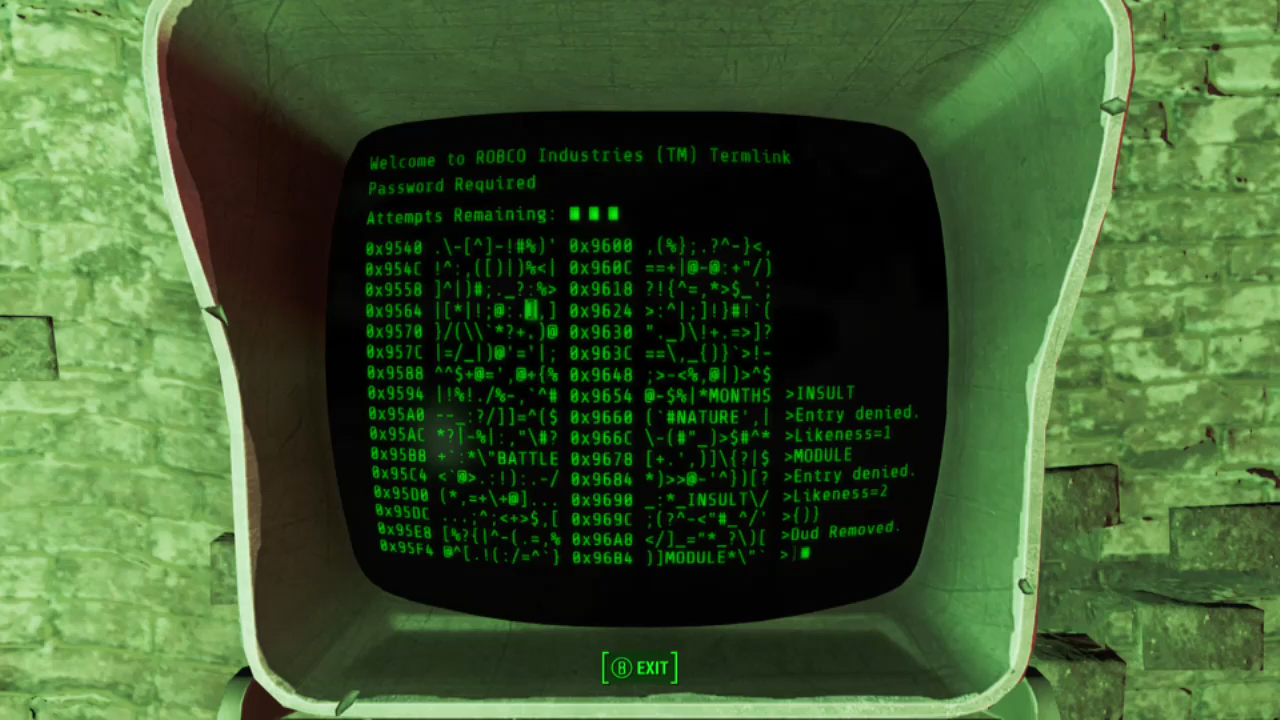 Welcome to ROBCO Industries (TM) Termlink
Password Required
Attempts Remaining: ■ ■ ■
0x9540 .\-[^]-!#%)' 0x9600 ,(%};.?^-}<,
0x954C !^:,([)|)%<| 0x960C ==+|@-@:+"/)
0x9558 ]^|)#;._?:%> 0x9618 ?!{^=,*>$_';
0x9564 0x9624 >:^|;]!}#!`(
0x9570 }/(\\`*?+.)@ 0x9630 ":_)\!+.=>]?
0x957C |=/_|)@'='|; 0x963C ==\,_{)}`>!-
0x9588 ^^$+@=',@+{% 0x9648 ;>-<%,@|)>^$
0x9594 |!%!./%-,`^# 0x9654 @-$%|*MONTHS >INSULT
0x95A0 --_:?/]]=^($ 0x9660 (`#NATURE',| >Entry denied.
0x95AC *?|-%|:,"\#? 0x966C \-(#"_)>$#^* >Likeness=1
0x95B8 +`:*\"BATTLE 0x9678 [+.',)]\{?|$ >MODULE
0x95C4 <`@>.:!):.-/ 0x9684 *)>>@-'^})[? >Entry denied.
0x95D0 (*,=+\+@]... 0x9690 _:*_INSULT\/ >Likeness=2
0x95DC :.,;^;<+>$,[ 0x969C ;(?^-<"#_^/' >{)}
0x95E8 [%?{|^-(.=,% 0x96A8 </]_="*_?\)[ >Dud Removed.
0x95F4 @^[.!(:/=^`} 0x96B4 )]MODULE*\"` >]■
[Ⓑ EXIT]